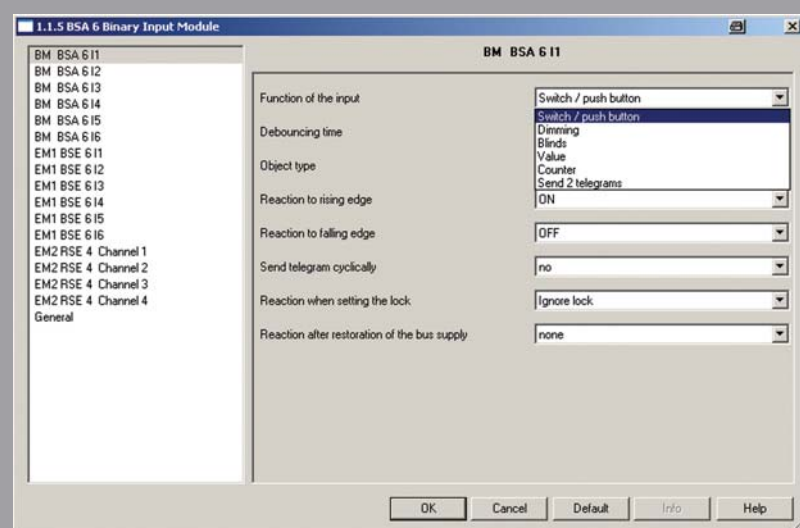 1.1.5 BSA 6 Binary Input Module
BM BSA 6 I1
BM BSA 6 I2
BM BSA 6 I3
BM BSA 6 I4
BM BSA 6 I5
BM BSA 6 I6
EM1 BSE 6 I1
EM1 BSE 6 I2
EM1 BSE 6 I3
EM1 BSE 6 I4
EM1 BSE 6 I5
EM1 BSE 6 I6
EM2 RSE 4 Channel 1
EM2 RSE 4 Channel 2
EM2 RSE 4 Channel 3
EM2 RSE 4 Channel 4
General
BM BSA 6 I1
Function of the input Switch / push button
Switch / push button
Dimming
Debouncing time
Blinds
Value
Object type
Counter
Send 2 telegrams
Reaction to rising edge ON
Reaction to falling edge OFF
Send telegram cyclically no
Reaction when setting the lock Ignore lock
Reaction after restoration of the bus supply none
OK Cancel Default Info Help